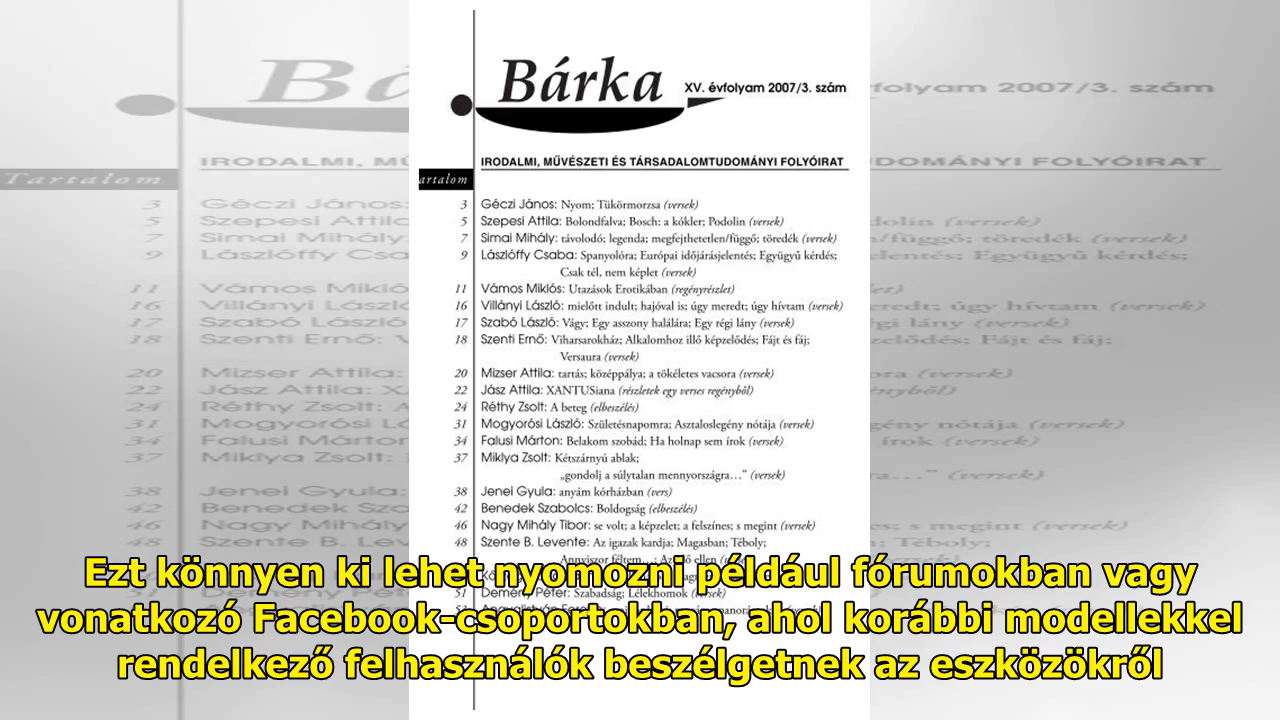 Bárka
XV. évfolyam 2007/3. szám
IRODALMI, MŰVÉSZETI ÉS TÁRSADALOMTUDOMÁNYI FOLYÓIRAT
artalom
3 Géczi János: Nyom; Tükörmorzsa (versek)
5 Szepesi Attila: Bolondfalva; Bosch: a kókler; Podolin (versek)
7 Simai Mihály: távolodó; legenda; megfejthetetlen/függő; töredék (versek)
9 Lászlóffy Csaba: Spanyolóra; Európai időjárásjelentés; Együgyű kérdés;
Csak tél, nem képlet (versek)
11 Vámos Miklós: Utazások Erotikában (regényrészlet)
16 Villányi László: mielőtt indult; hajóval is; úgy meredt; úgy hívtam (versek)
17 Szabó László: Vágy; Egy asszony halálára; Egy régi lány (versek)
18 Szenti Ernő: Viharsarokház; Alkalomhoz illő képzelődés; Fájt és fáj;
Versaura (versek)
20 Mizser Attila: tartás; középpálya; a tökéletes vacsora (versek)
22 Jász Attila: XANTUSiana (részletek egy verses regényből)
24 Réthy Zsolt: A beteg (elbeszélés)
31 Mogyorósi László: Születésnapomra; Asztaloslegény nótája (versek)
34 Falusi Márton: Belakom szobád; Ha holnap sem írok (versek)
37 Miklya Zsolt: Kétszárnyú ablak;
„gondolj a súlytalan mennyországra…” (versek)
38 Jenei Gyula: anyám kórházban (vers)
42 Benedek Szabolcs: Boldogság (elbeszélés)
46 Nagy Mihály Tibor: se volt; a képzelet; a felszínes; s megint (versek)
48 Szente B. Levente: Az igazak kardja; Magasban; Téboly;
51 Demény Péter: Szabadság; Lélekhomok (versek)
Ezt könnyen ki lehet nyomozni például fórumokban vagy
vonatkozó Facebook-csoportokban, ahol korábbi modellekkel
rendelkező felhasználók beszélgetnek az eszközökről